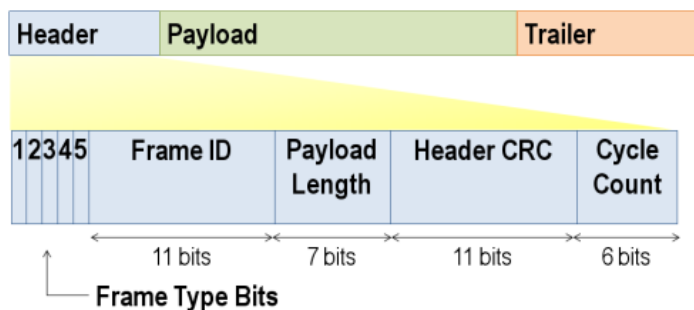 Header Payload Trailer
1 2 3 4 5 Frame ID Payload Length Header CRC Cycle Count
11 bits 7 bits 11 bits 6 bits
Frame Type Bits